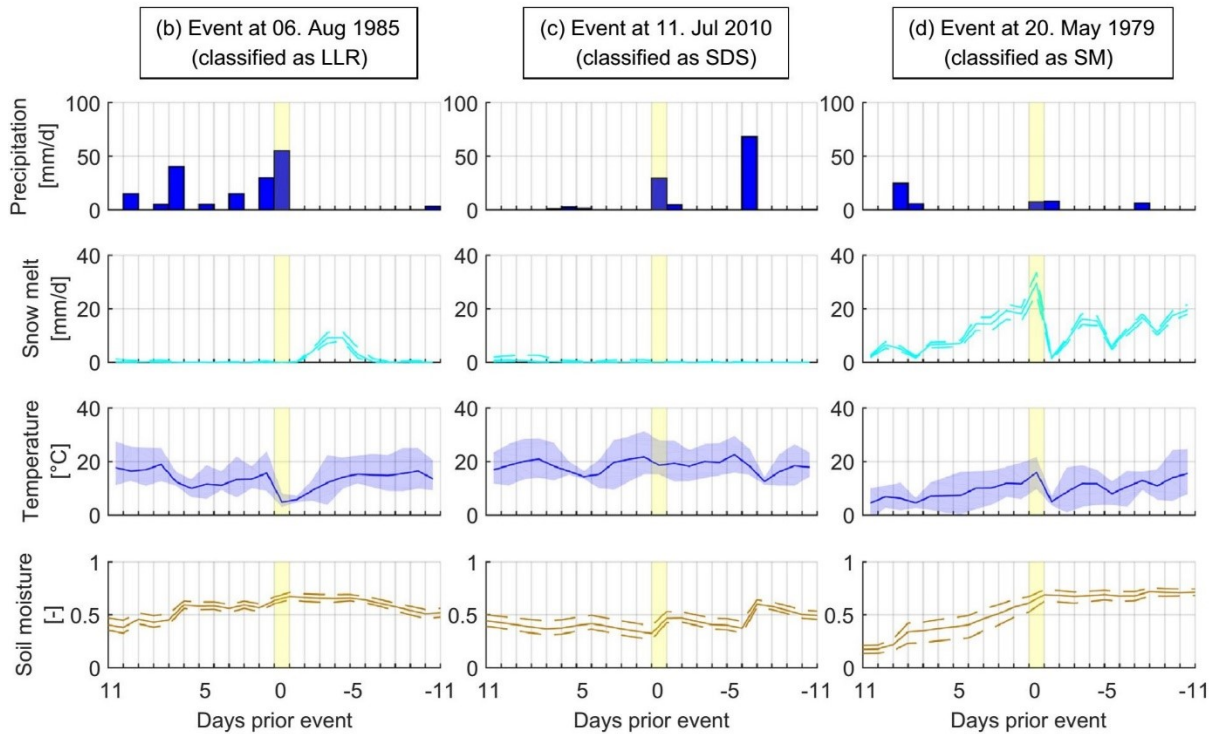 (b) Event at 06. Aug 1985
(classified as LLR)
(c) Event at 11. Jul 2010
(classified as SDS)
(d) Event at 20. May 1979
(classified as SM)
Precipitation
[mm/d]
100
50
0
100
50
0
100
50
0
Snow melt
[mm/d]
40
20
0
40
20
0
40
20
0
Temperature
[°C]
40
20
0
40
20
0
40
20
0
Soil moisture
[-]
1
0.5
0
1
0.5
0
1
0.5
0
11 5 0 -5 -11
11 5 0 -5 -11
11 5 0 -5 -11
Days prior event
Days prior event
Days prior event